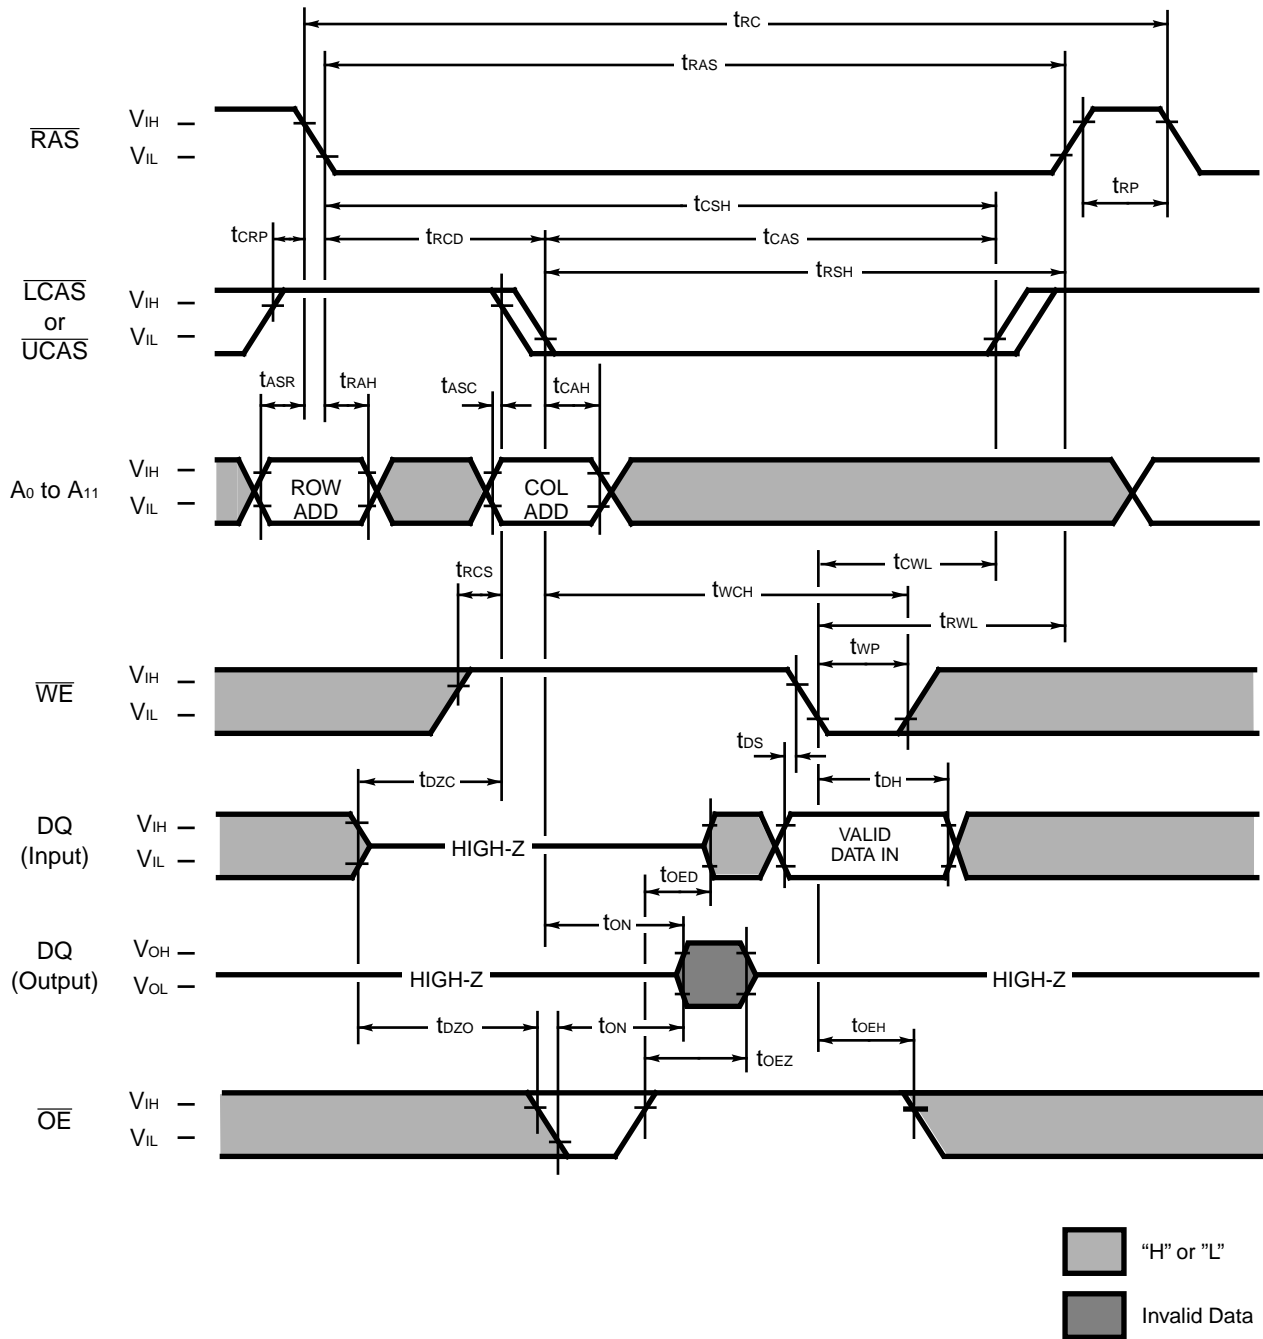 tRC
tRAS
RAS
VIH
VIL
tCSH
tRP
tCRP
tRCD
tCAS
tRSH
LCAS
or
UCAS
VIH
VIL
tASR
tRAH
tASC
tCAH
A0 to A11
VIH
VIL
ROW
ADD
COL
ADD
tRCS
tCWL
tWCH
tRWL
tWP
WE
VIH
VIL
tDS
tDZC
tDH
DQ
(Input)
VIH
VIL
HIGH-Z
VALID
DATA IN
tOED
tON
DQ
(Output)
VOH
VOL
HIGH-Z
HIGH-Z
tDZO
tON
tOEH
tOEZ
OE
VIH
VIL
“H” or ”L”
Invalid Data